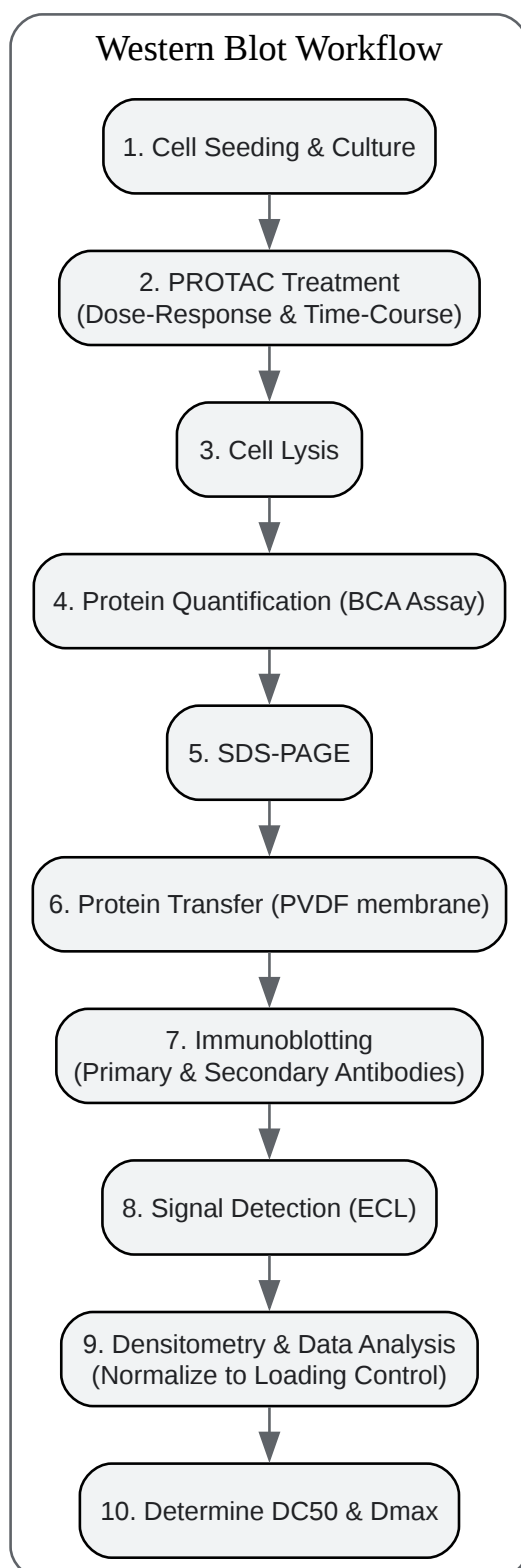 Western Blot Workflow
1. Cell Seeding & Culture
2. PROTAC Treatment
(Dose-Response & Time-Course)
3. Cell Lysis
4. Protein Quantification (BCA Assay)
5. SDS-PAGE
6. Protein Transfer (PVDF membrane)
7. Immunoblotting
(Primary & Secondary Antibodies)
8. Signal Detection (ECL)
9. Densitometry & Data Analysis
(Normalize to Loading Control)
10. Determine DC50 & Dmax